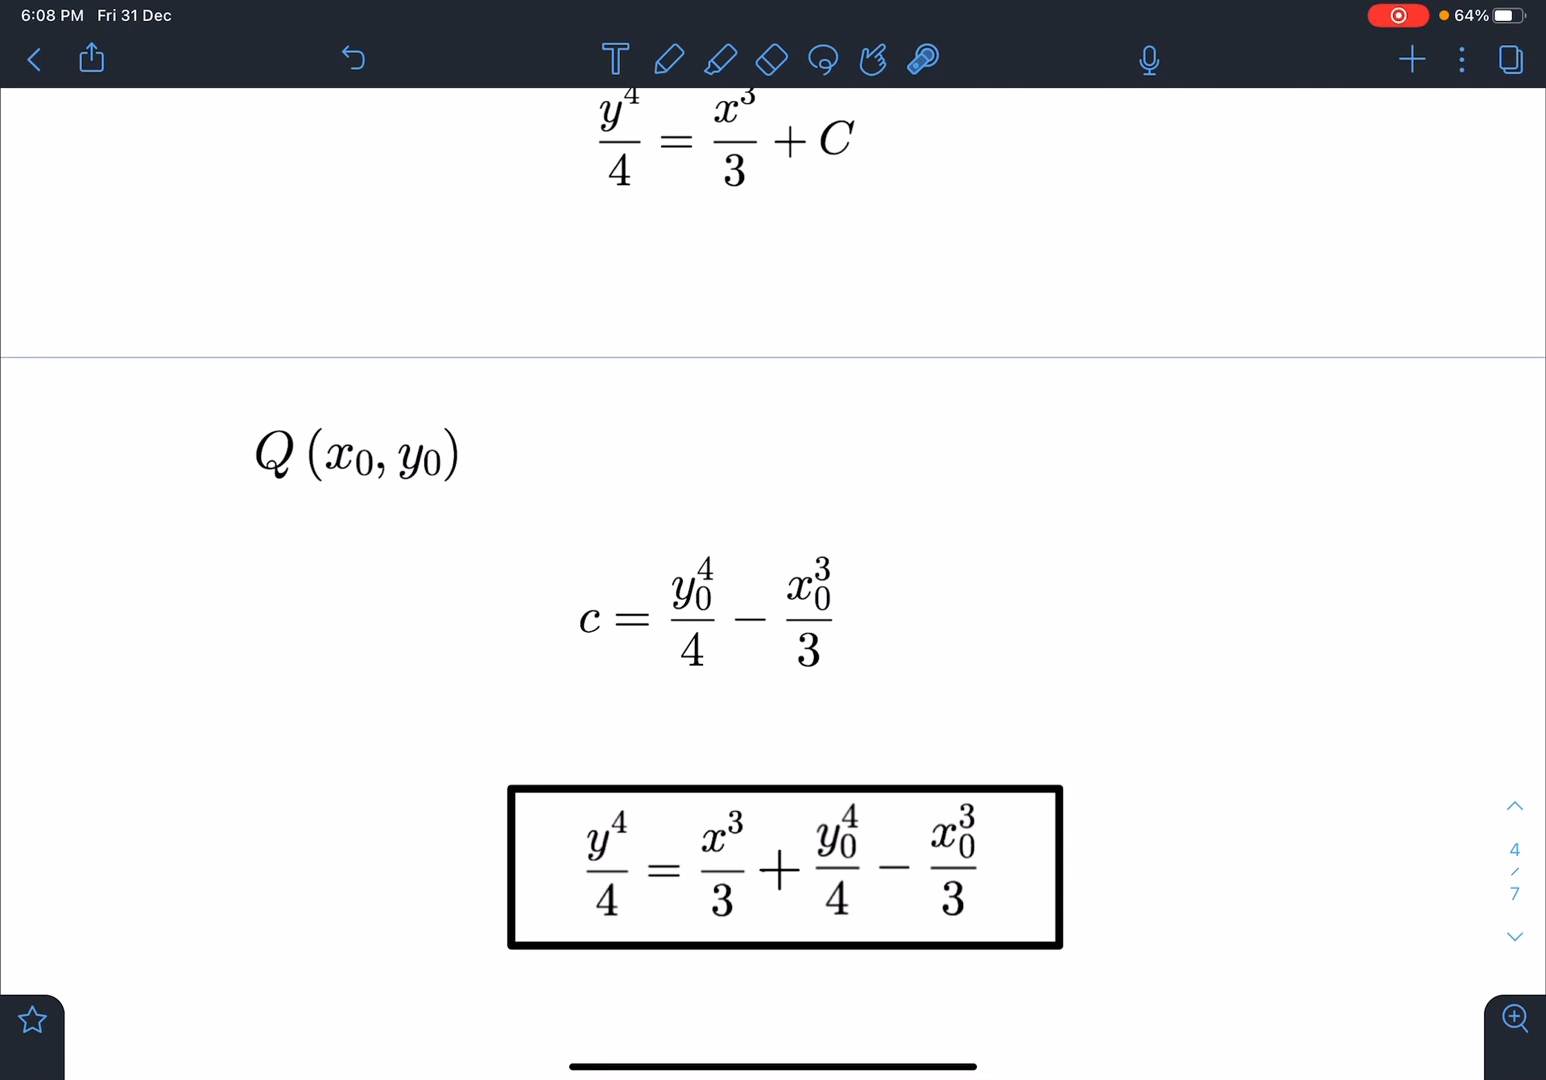 6:08 PM Fri 31 Dec 64%
y^4/4 = x^3/3 + C
Q (x_0, y_0)
c = y_0^4/4 − x_0^3/3
y^4/4 = x^3/3 + y_0^4/4 − x_0^3/3
4
/
7